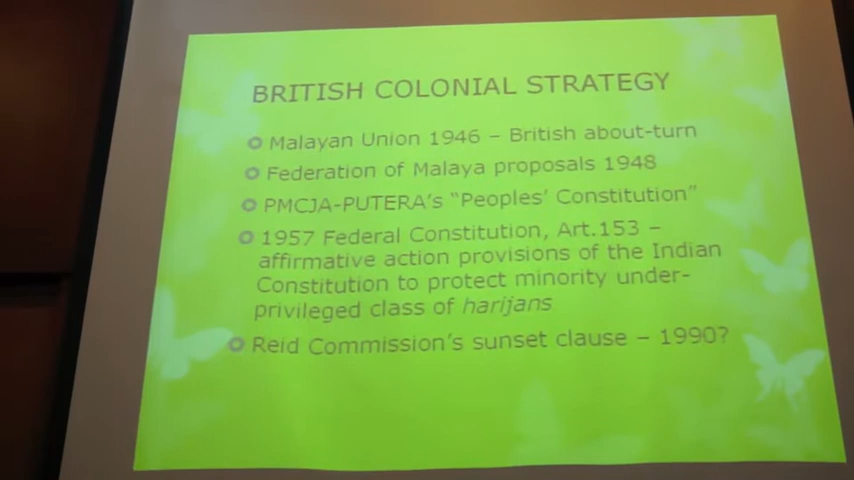 BRITISH COLONIAL STRATEGY
Malayan Union 1946 – British about-turn
Federation of Malaya proposals 1948
PMCJA-PUTERA's "Peoples' Constitution"
1957 Federal Constitution, Art.153 –
affirmative action provisions of the Indian
Constitution to protect minority under-
privileged class of harijans
Reid Commission's sunset clause – 1990?